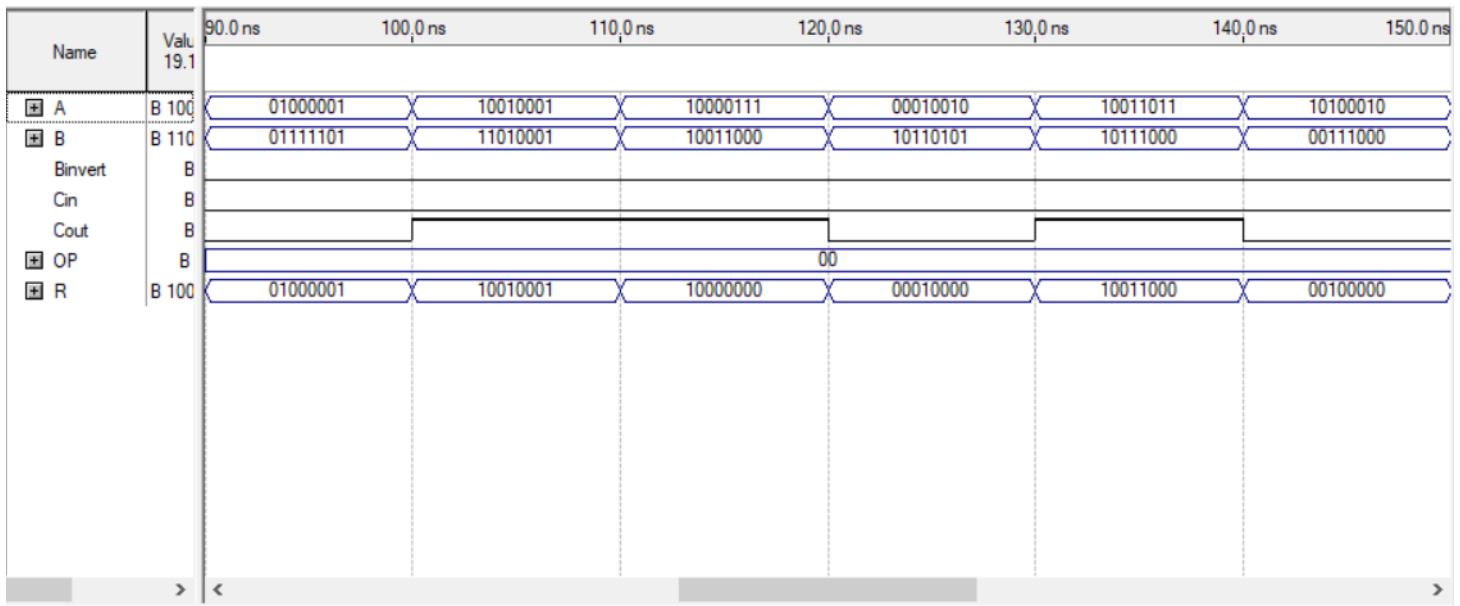 Name Valu 19.1 90.0 ns 100.0 ns 110.0 ns 120.0 ns 130.0 ns 140.0 ns 150.0 ns
A B 100 01000001 10010001 10000111 00010010 10011011 10100010
B B 110 01111101 11010001 10011000 10110101 10111000 00111000
Binvert B
Cin B
Cout B
OP B 00
R B 100 01000001 10010001 10000000 00010000 10011000 00100000